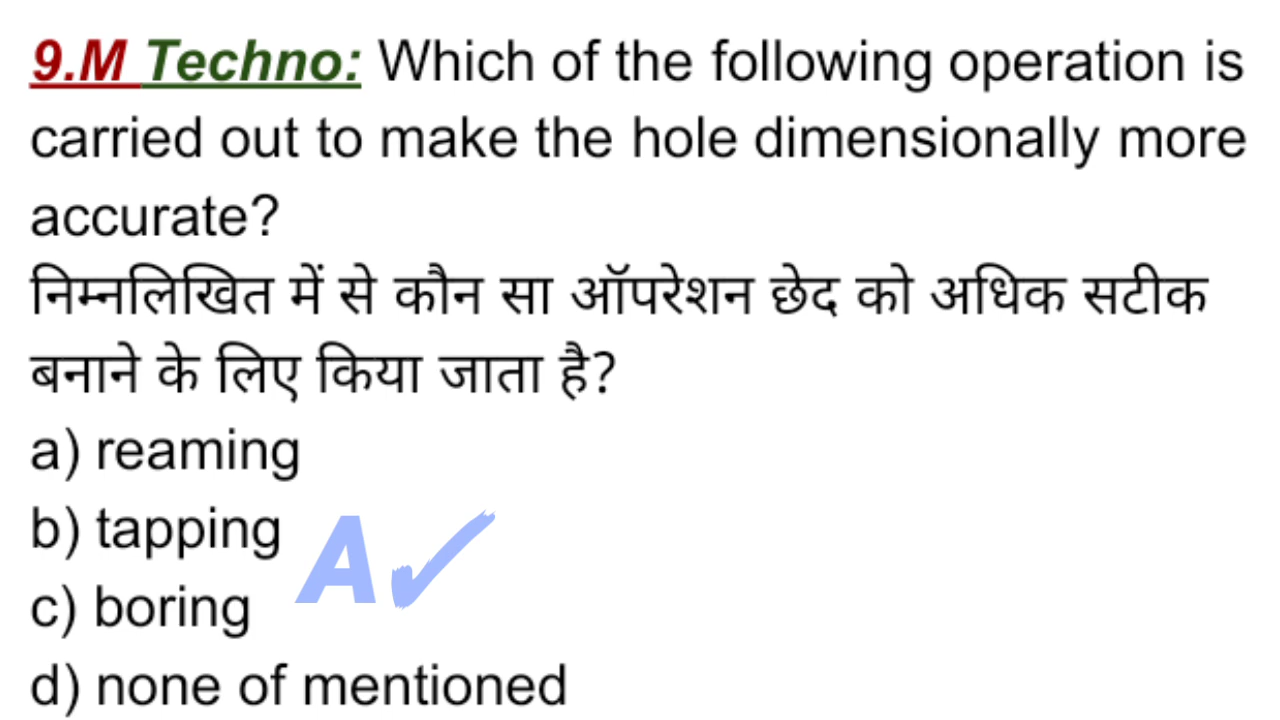 9.M Techno: Which of the following operation is
carried out to make the hole dimensionally more
accurate?
निम्नलिखित में से कौन सा ऑपरेशन छेद को अधिक सटीक
बनाने के लिए किया जाता है?
a) reaming
b) tapping
A✓
c) boring
d) none of mentioned